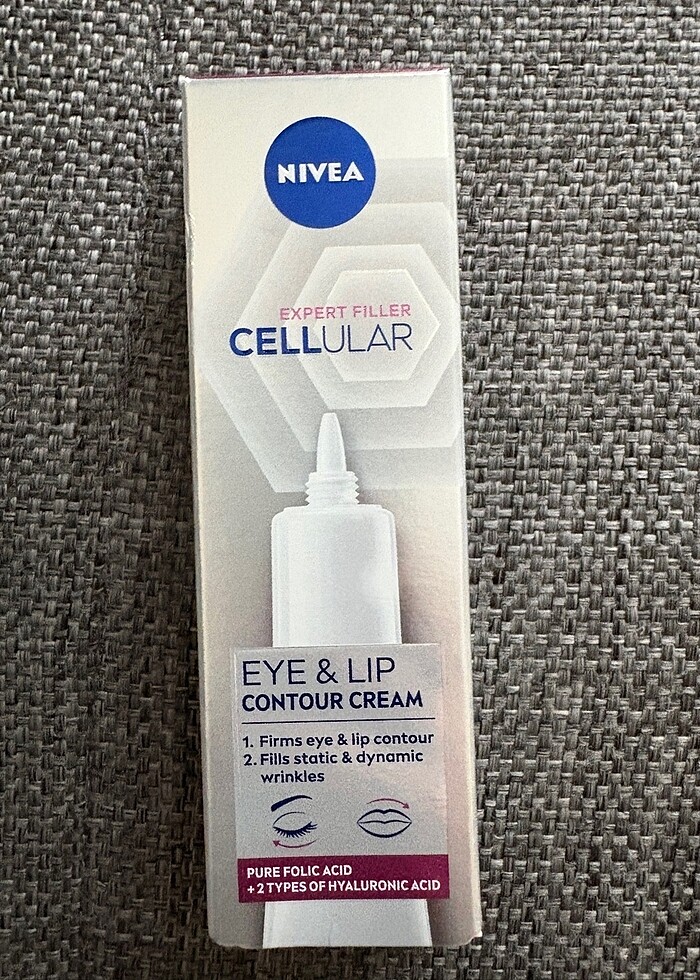 NIVEA
EXPERT FILLER
CELLULAR
EYE & LIP
CONTOUR CREAM
1. Firms eye & lip contour
2. Fills static & dynamic
wrinkles
PURE FOLIC ACID
+2 TYPES OF HYALURONIC ACID